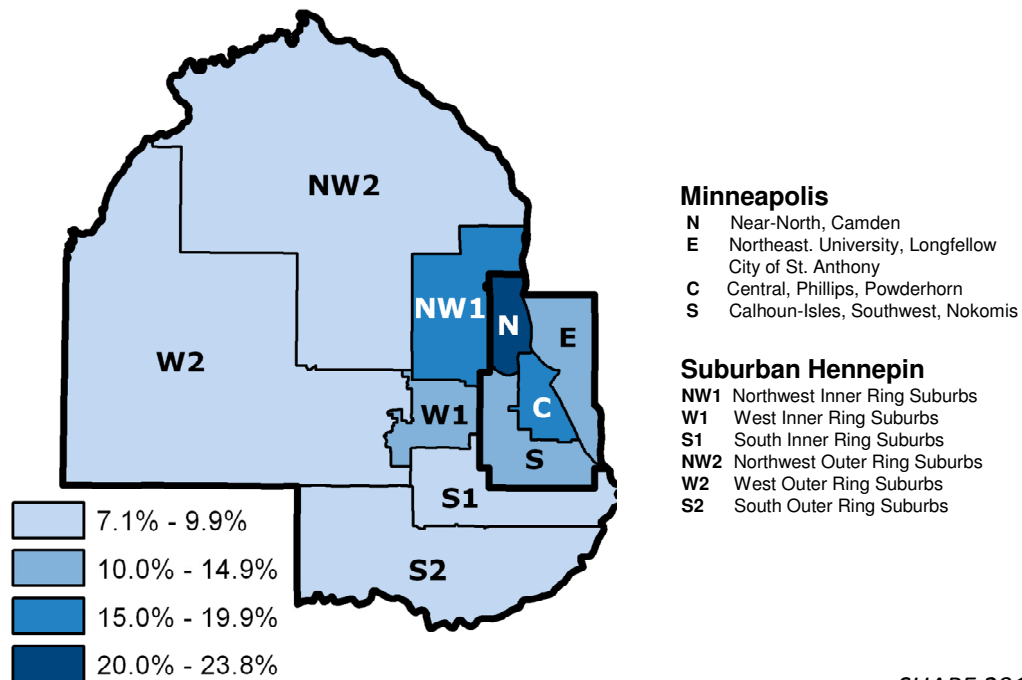 NW2
NW1
N
E
W2
W1
C
S
S1
S2
7.1% - 9.9%
10.0% - 14.9%
15.0% - 19.9%
20.0% - 23.8%
Minneapolis
N Near-North, Camden
E Northeast. University, Longfellow
City of St. Anthony
C Central, Phillips, Powderhorn
S Calhoun-Isles, Southwest, Nokomis
Suburban Hennepin
NW1 Northwest Inner Ring Suburbs
W1 West Inner Ring Suburbs
S1 South Inner Ring Suburbs
NW2 Northwest Outer Ring Suburbs
W2 West Outer Ring Suburbs
S2 South Outer Ring Suburbs